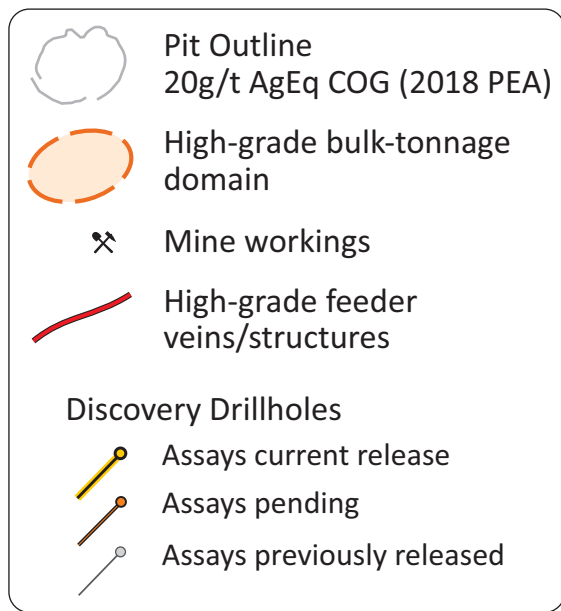 Pit Outline
20g/t AgEq COG (2018 PEA)
High-grade bulk-tonnage
domain
Mine workings
High-grade feeder
veins/structures
Discovery Drillholes
Assays current release
Assays pending
Assays previously released